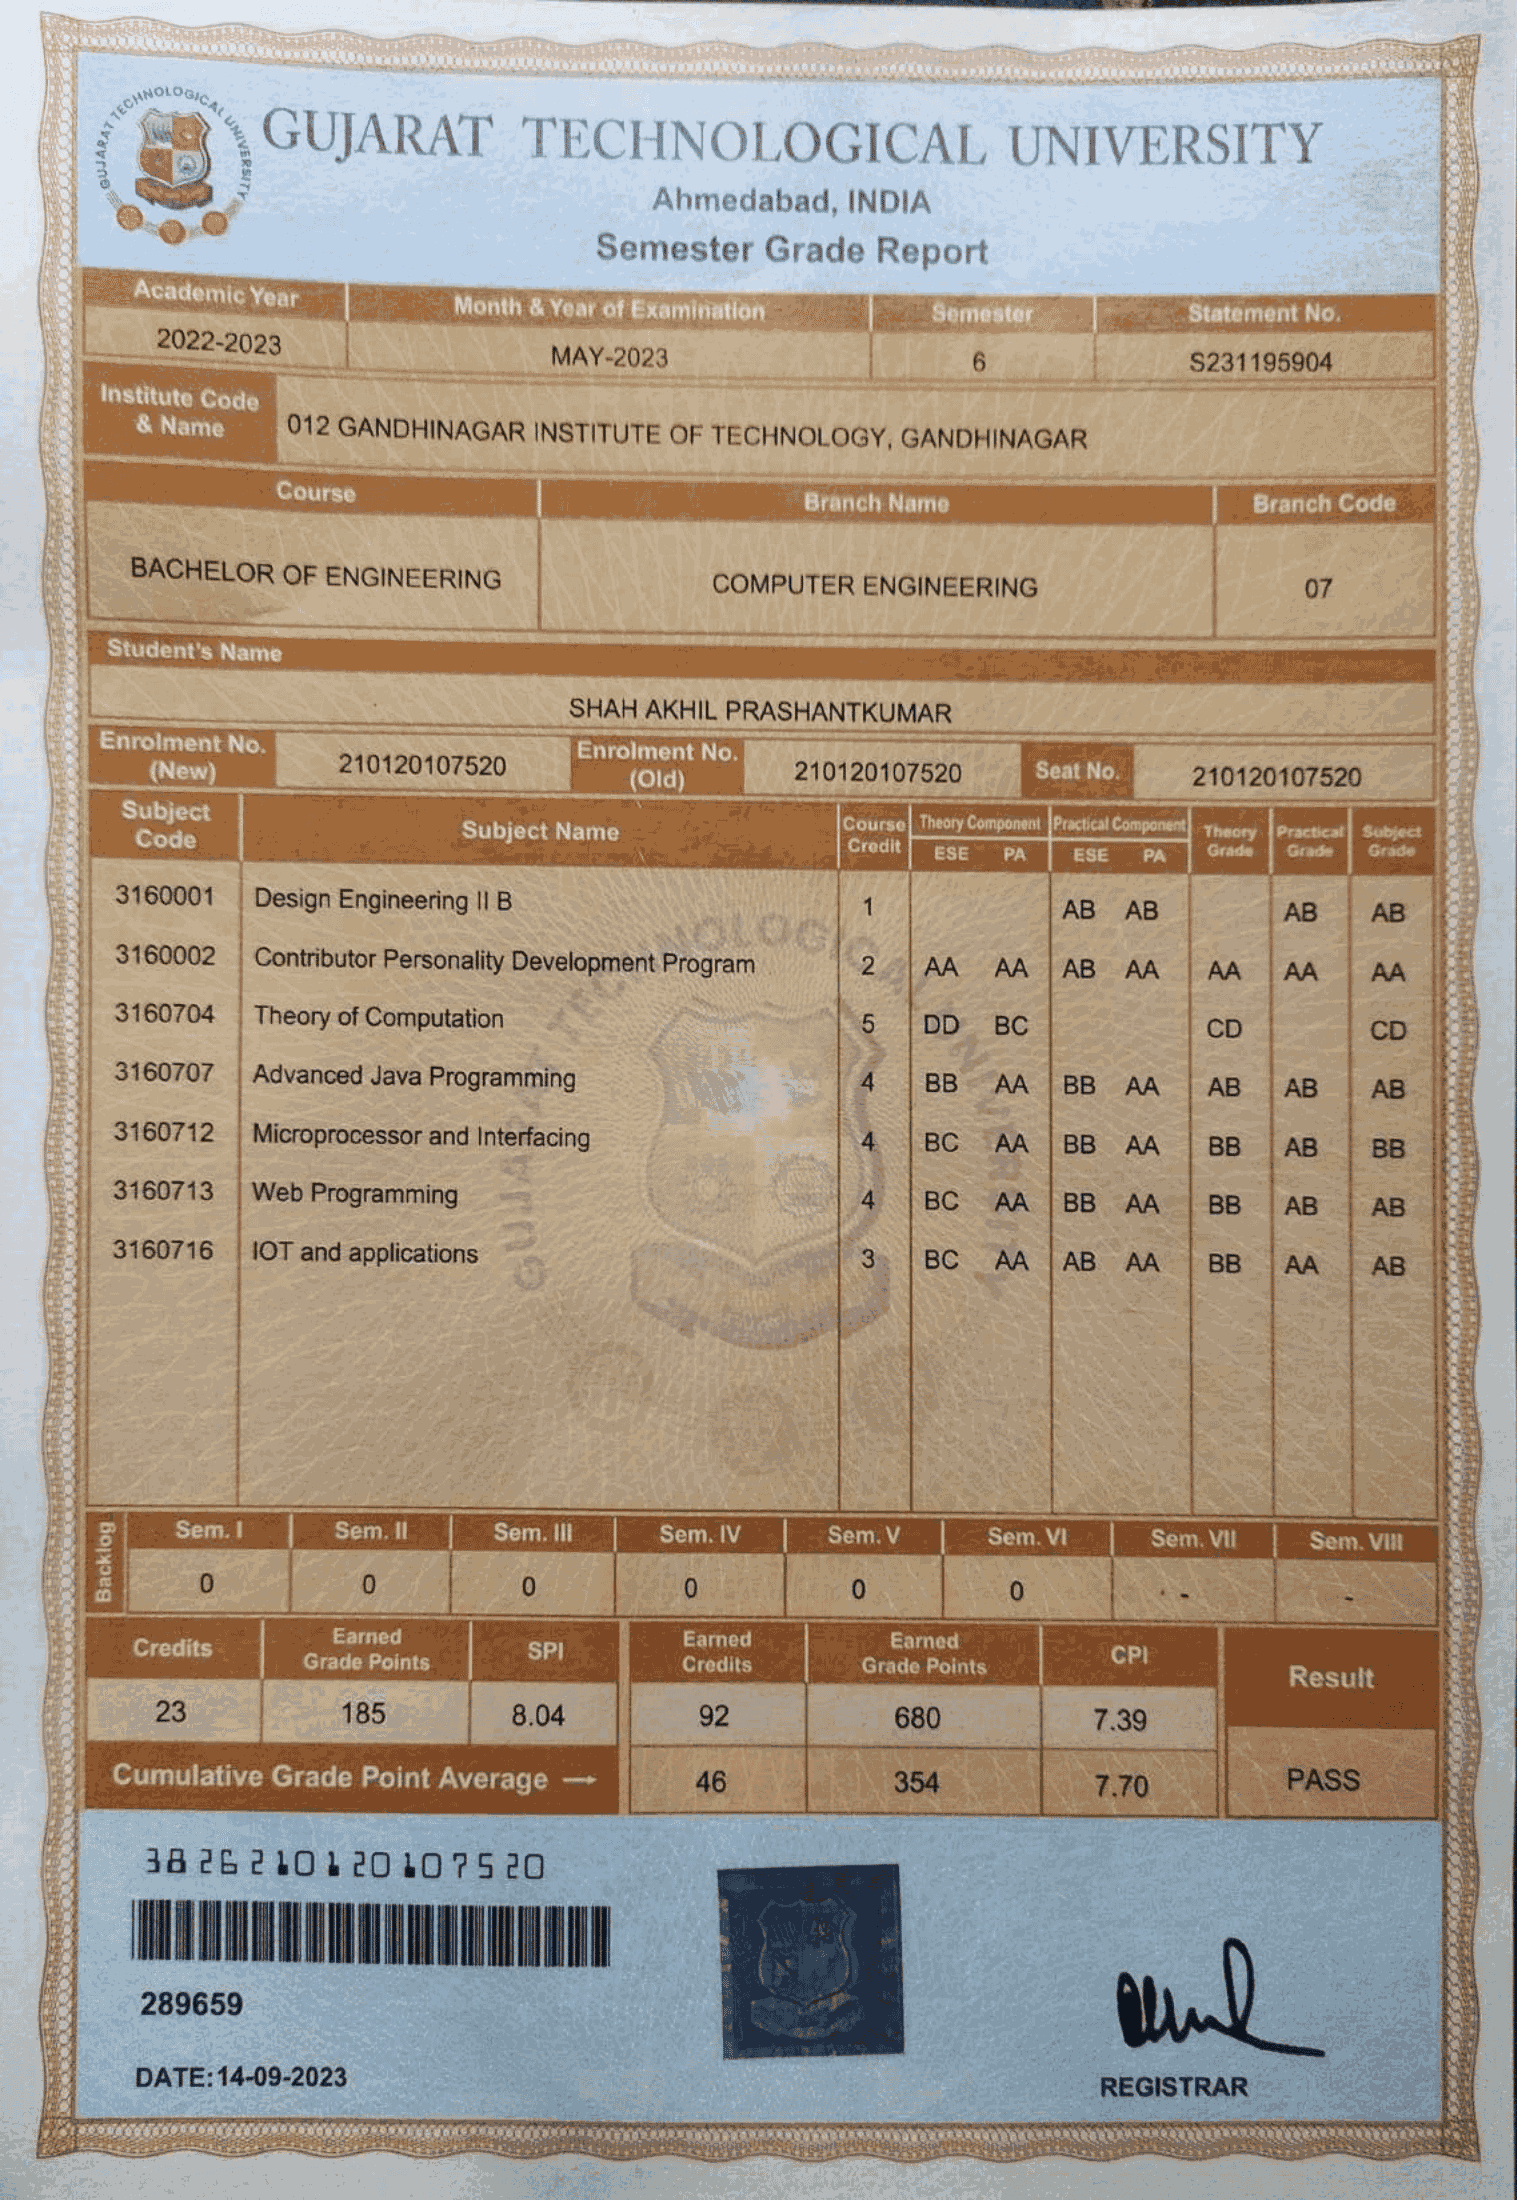 GUJARAT TECHNOLOGICAL UNIVERSITY
GUJARAT TECHNOLOGICAL UNIVERSITY
Ahmedabad, INDIA
Semester Grade Report
Academic Year Month & Year of Examination Semester Statement No.
2022-2023 MAY-2023 6 S231195904
Institute Code
& Name
012 GANDHINAGAR INSTITUTE OF TECHNOLOGY, GANDHINAGAR
Course Branch Name Branch Code
BACHELOR OF ENGINEERING COMPUTER ENGINEERING 07
Student's Name
SHAH AKHIL PRASHANTKUMAR
Enrolment No. (New) 210120107520 Enrolment No. (Old) 210120107520 Seat No. 210120107520
Subject Code Subject Name Course Credit Theory Component ESE PA Practical Component ESE PA Theory Grade Practical Grade Subject Grade
3160001 Design Engineering II B 1 AB AB AB AB
3160002 Contributor Personality Development Program 2 AA AA AB AA AA AA AA
3160704 Theory of Computation 5 DD BC CD CD
3160707 Advanced Java Programming 4 BB AA BB AA AB AB AB
3160712 Microprocessor and Interfacing 4 BC AA BB AA BB AB BB
3160713 Web Programming 4 BC AA BB AA BB AB AB
3160716 IOT and applications 3 BC AA AB AA BB AA AB
GUJARAT TECHNOLOGICAL UNIVERSITY
Backlog Sem. I Sem. II Sem. III Sem. IV Sem. V Sem. VI Sem. VII Sem. VIII
0 0 0 0 0 0 - -
Credits Earned Grade Points SPI Earned Credits Earned Grade Points CPI Result
23 185 8.04 92 680 7.39
Cumulative Grade Point Average → 46 354 7.70 PASS
3826210120107520
289659
DATE:14-09-2023
REGISTRAR